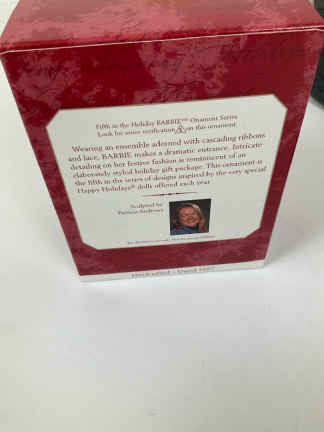 Fifth in the Holiday BARBIE™ Ornament Series
Look for series verification 5 on this ornament.
Wearing an ensemble adorned with cascading ribbons
and lace, BARBIE makes a dramatic entrance. Intricate
detailing on her festive fashion is reminiscent of an
elaborately styled holiday gift package. This ornament is
the fifth in the series of designs inspired by the very special
Happy Holidays® dolls offered each year.
Sculpted by
Patricia Andrews